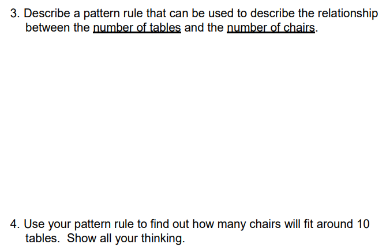 3. Describe a pattern rule that can be used to describe the relationship
between the number of tables and the number of chairs.
4. Use your pattern rule to find out how many chairs will fit around 10
tables.  Show all your thinking.